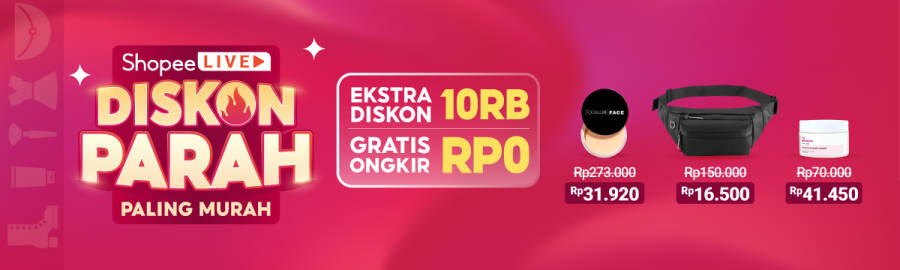 Shopee LIVE
DISKON
PARAH
PALING MURAH
EKSTRA
DISKON
10RB
GRATIS
ONGKIR
RP0
FOCALLURE FACE
Rp273.000
Rp31.920
Rp150.000
Rp16.500
Rp70.000
Rp41.450